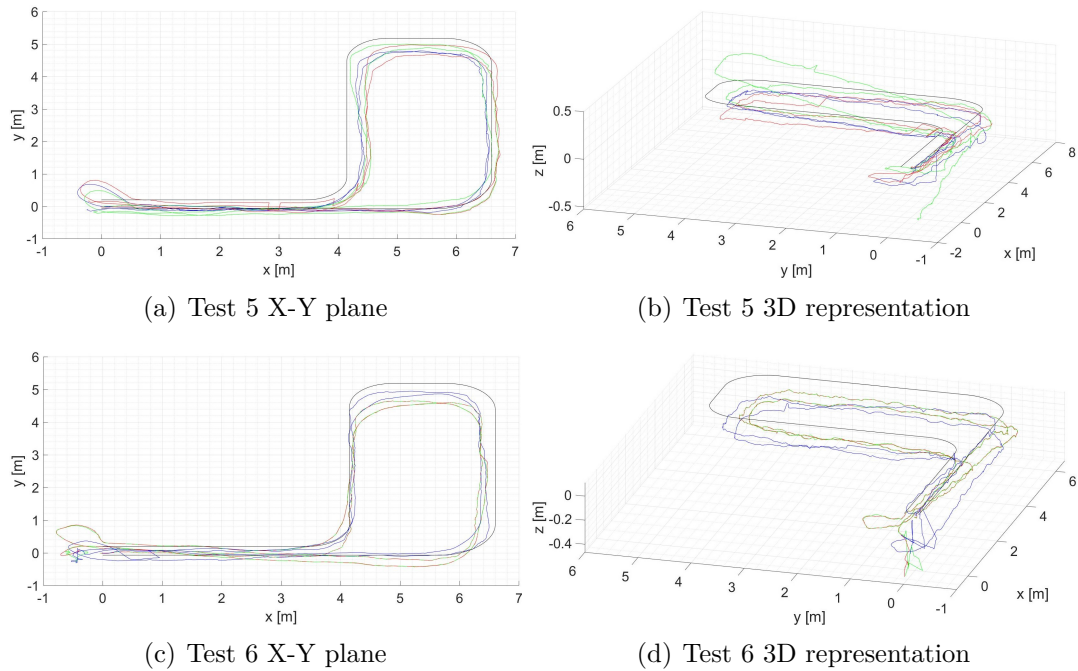 6
5
4
3
2
1
0
-1
y [m]
-1 0 1 2 3 4 5 6 7
x [m]
(a) Test 5 X-Y plane
0.5
0
-0.5
z [m]
6 5 4 3 2 1 0 -1
y [m]
-2 0 2 4 6 8
x [m]
(b) Test 5 3D representation
6
5
4
3
2
1
0
-1
y [m]
-1 0 1 2 3 4 5 6 7
x [m]
(c) Test 6 X-Y plane
0
-0.2
-0.4
z [m]
6 5 4 3 2 1 0 -1
y [m]
0 2 4 6
x [m]
(d) Test 6 3D representation